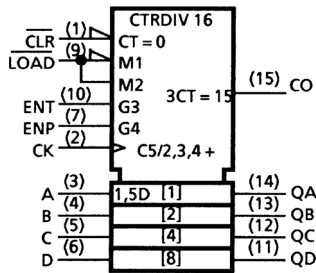 CTRDIV 16
CLR (1) CT = 0
LOAD (9) M1
M2
3CT = 15 (15) CO
ENT (10) G3
ENP (7) G4
CK (2) C5/2,3,4 +
A (3) 1,5D [1] (14) QA
B (4) [2] (13) QB
C (5) [4] (12) QC
D (6) [8] (11) QD